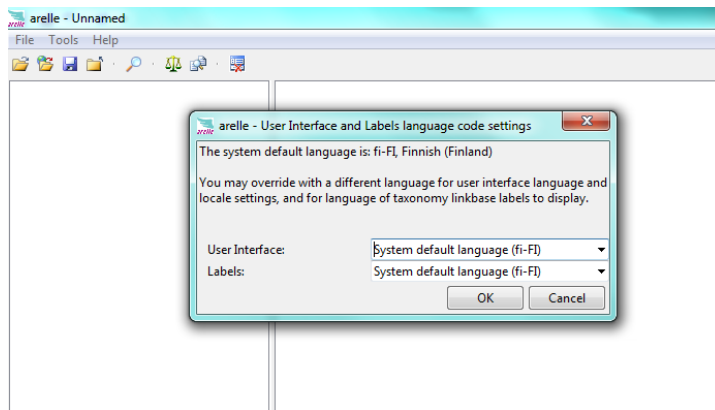 arelle - Unnamed
File Tools Help
arelle - User Interface and Labels language code settings
The system default language is: fi-FI, Finnish (Finland)
You may override with a different language for user interface language and
locale settings, and for language of taxonomy linkbase labels to display.
User Interface: System default language (fi-FI)
Labels: System default language (fi-FI)
OK Cancel